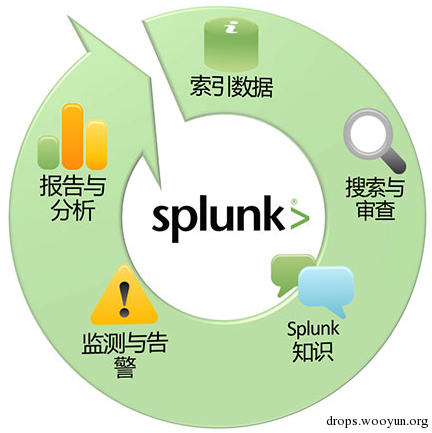 索引数据
搜索与
审查
Splunk
知识
监测与告
警
报告与
分析
splunk>
drops.wooyun.org